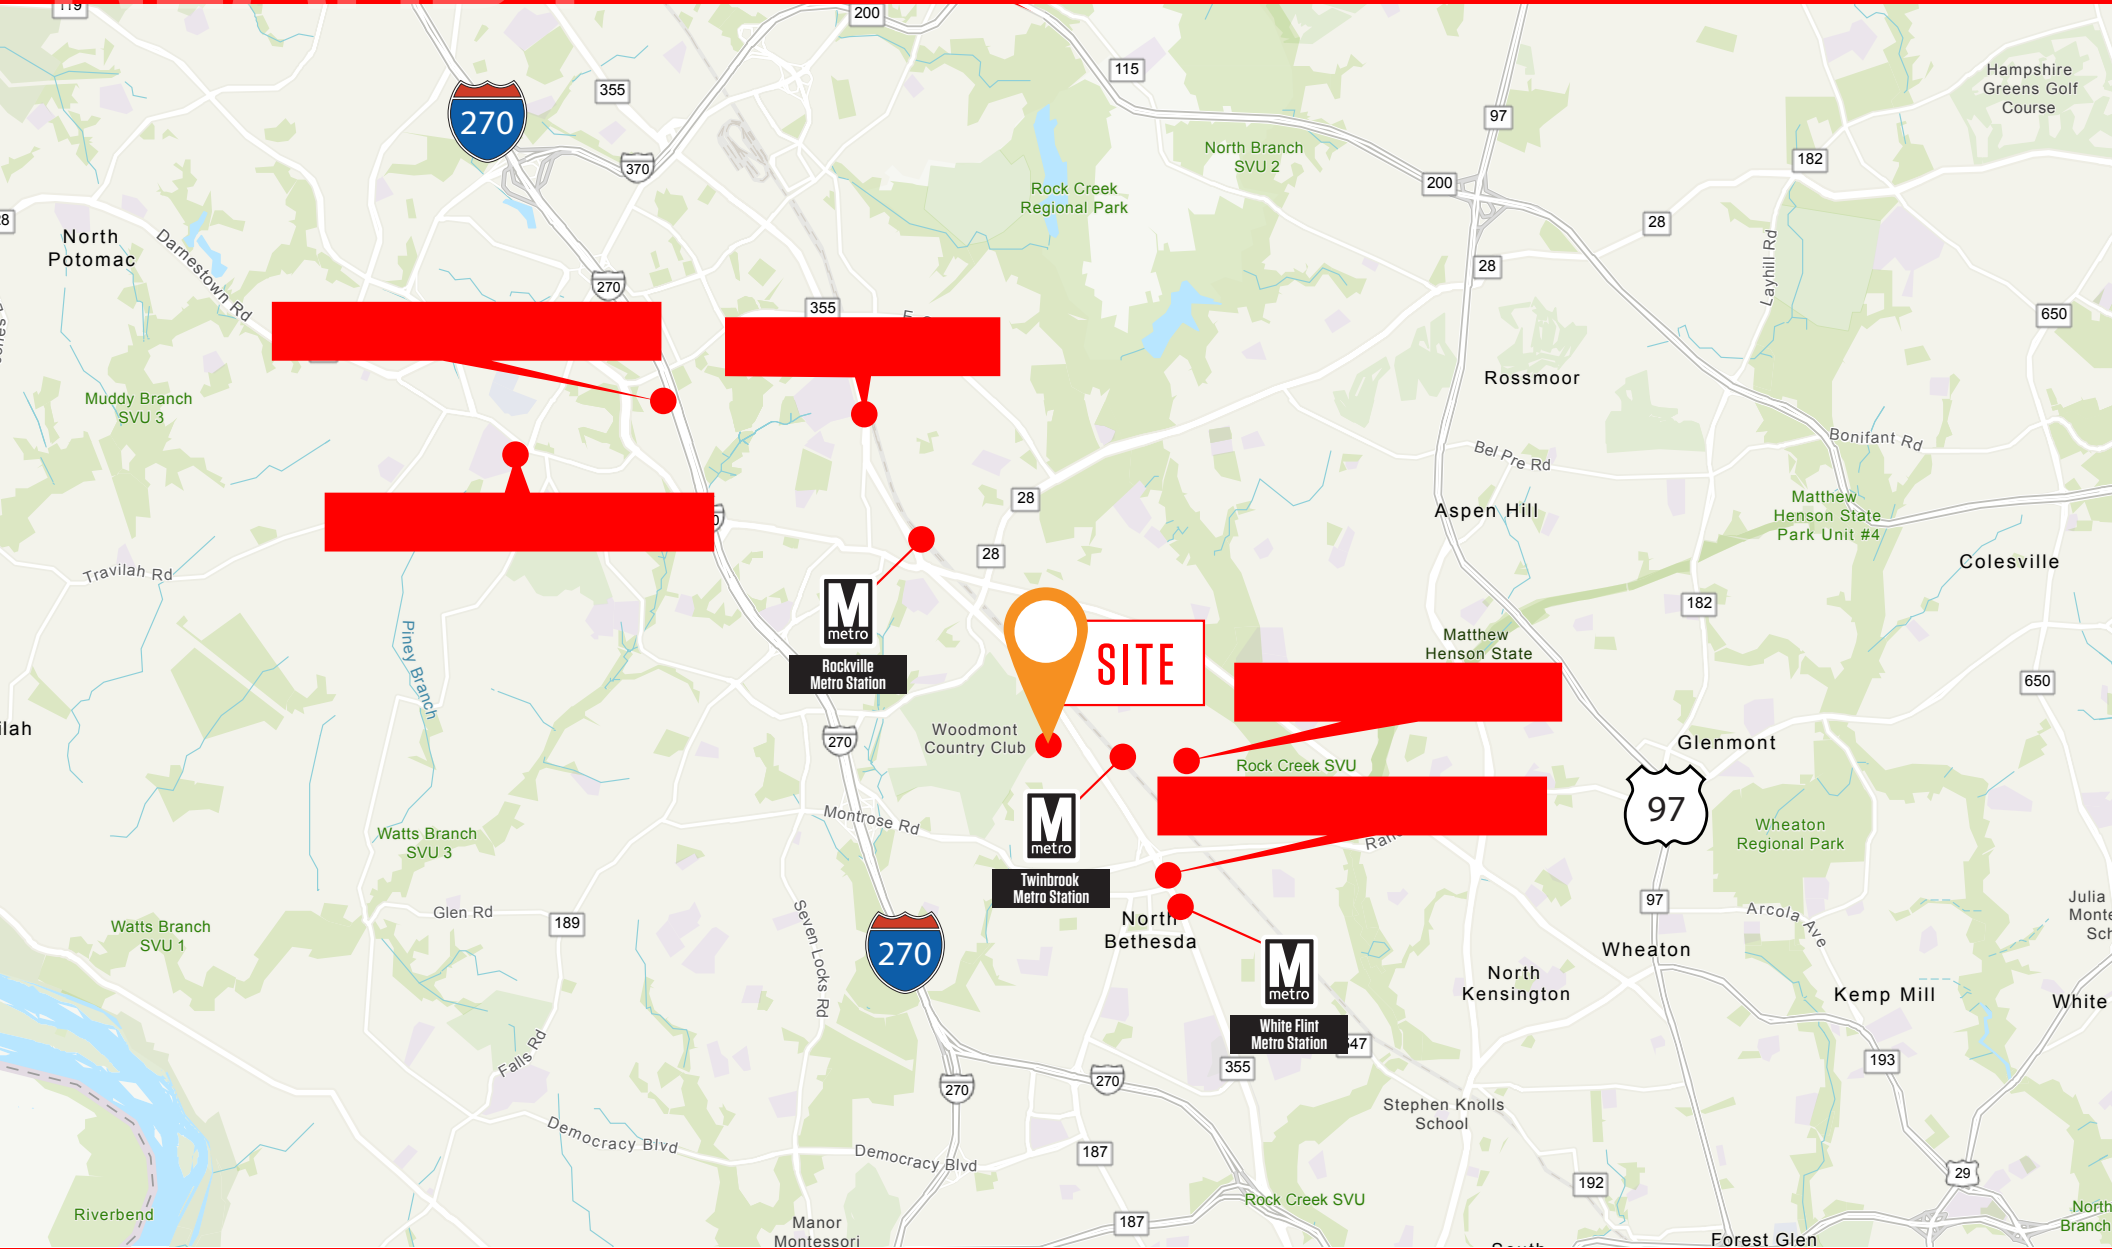 119
200
355
115
97
Hampshire
Greens Golf
Course
270
370
North Branch
SVU 2
182
200
Rock Creek
Regional Park
28
28
North
Potomac
Darnestown Rd
Layhill Rd
28
270
355
650
Rossmoor
Muddy Branch
SVU 3
Bonifant Rd
Bel Pre Rd
28
Aspen Hill
Matthew
Henson State
Park Unit #4
28
Colesville
Travilah Rd
M
metro
Rockville
Metro Station
182
Piney Branch
Matthew
Henson State
SITE
650
270
Woodmont
Country Club
Glenmont
Rock Creek SVU
97
Montrose Rd
M
metro
Twinbrook
Metro Station
Watts Branch
SVU 3
Wheaton
Regional Park
Glen Rd
189
Seven Locks Rd
97
Arcola Ave
Julia
Watts Branch
SVU 1
North
Bethesda
270
Wheaton
M
metro
White Flint
Metro Station
North
Kensington
Kemp Mill
White
Falls Rd
355
193
270
270
Stephen Knolls
School
Democracy Blvd
Democracy Blvd
187
29
192
Rock Creek SVU
Riverbend
187
Manor
Montessori
North
Branch
Forest Glen